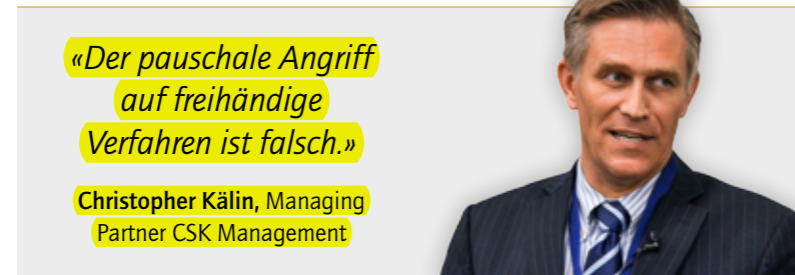 «Der pauschale Angriff
auf freihändige
Verfahren ist falsch.»
Christopher Kälin, Managing
Partner CSK Management